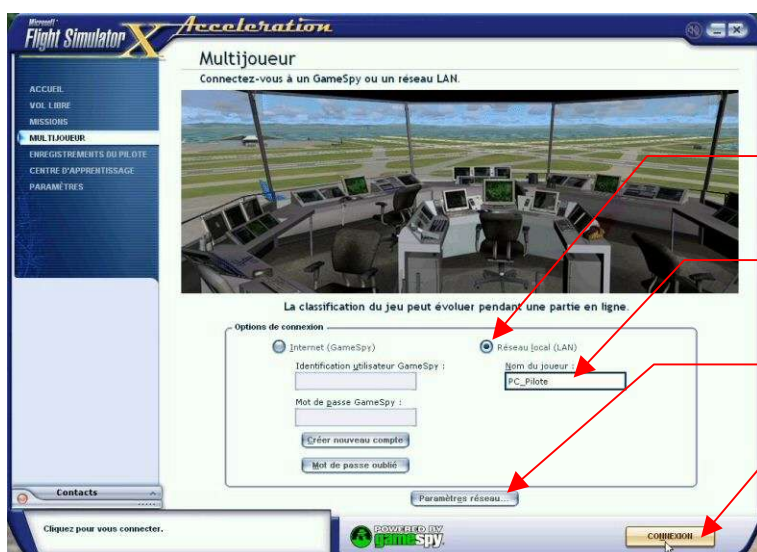 Microsoft
Flight Simulator X
Acceleration
Multijoueur
Connectez-vous à un GameSpy ou un réseau LAN.
ACCUEIL
VOL LIBRE
MISSIONS
MULTIJOUEUR
ENREGISTREMENTS DU PILOTE
CENTRE D'APPRENTISSAGE
PARAMÈTRES
La classification du jeu peut évoluer pendant une partie en ligne.
Options de connexion
Internet (GameSpy)
Réseau local (LAN)
Identification utilisateur GameSpy :
Nom du joueur :
PC_Pilote
Mot de passe GameSpy :
Créer nouveau compte
Mot de passe oublié
Contacts
Paramètres réseau...
Cliquez pour vous connecter.
POWERED BY
gamespy.
CONNEXION